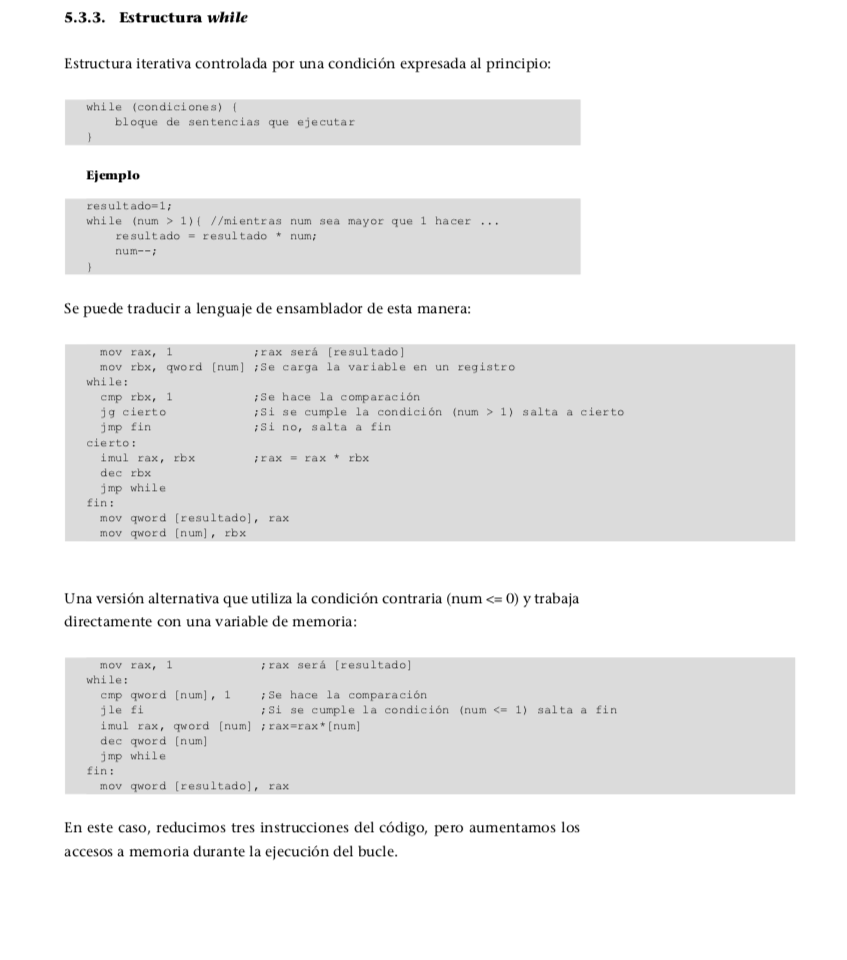 5.3.3. Estructura while
Estructura iterativa controlada por una condición expresada al principio:
while (condiciones) {
    bloque de sentencias que ejecutar
}
Ejemplo
resultado=1;
while (num > 1){ //mientras num sea mayor que 1 hacer ...
    resultado = resultado * num;
    num--;
}
Se puede traducir a lenguaje de ensamblador de esta manera:
  mov rax, 1           ;rax será [resultado]
  mov rbx, qword [num] ;Se carga la variable en un registro
while:
  cmp rbx, 1           ;Se hace la comparación
  jg cierto            ;Si se cumple la condición (num > 1) salta a cierto
  jmp fin              ;Si no, salta a fin
cierto:
  imul rax, rbx        ;rax = rax * rbx
  dec rbx
  jmp while
fin:
  mov qword [resultado], rax
  mov qword [num], rbx
Una versión alternativa que utiliza la condición contraria (num <= 0) y trabaja
directamente con una variable de memoria:
  mov rax, 1            ;rax será [resultado]
while:
  cmp qword [num], 1    ;Se hace la comparación
  jle fi                ;Si se cumple la condición (num <= 1) salta a fin
  imul rax, qword [num] ;rax=rax*[num]
  dec qword [num]
  jmp while
fin:
  mov qword [resultado], rax
En este caso, reducimos tres instrucciones del código, pero aumentamos los
accesos a memoria durante la ejecución del bucle.